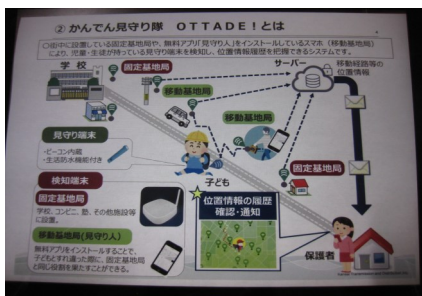 ② かんでん見守り隊 OTTADE!とは
〇街中に設置している固定基地局や、無料アプリ「見守り人」をインストールしているスマホ(移動基地局)
により、児童・生徒が持っている見守り端末を検知し、位置情報履歴を把握できるシステムです。
学校
固定基地局
サーバー
移動経路等の
位置情報
移動基地局
移動基地局
見守り端末
・ビーコン内蔵
・生活防水機能付き
固定基地局
子ども
検知端末
固定基地局
学校、コンビニ、塾、その他施設等
に設置。
位置情報の履歴
確認・通知
移動基地局(見守り人)
無料アプリをインストールすることで、
子どもとすれ違った際に、固定基地局
と同じ役割を果たすことができる。
保護者